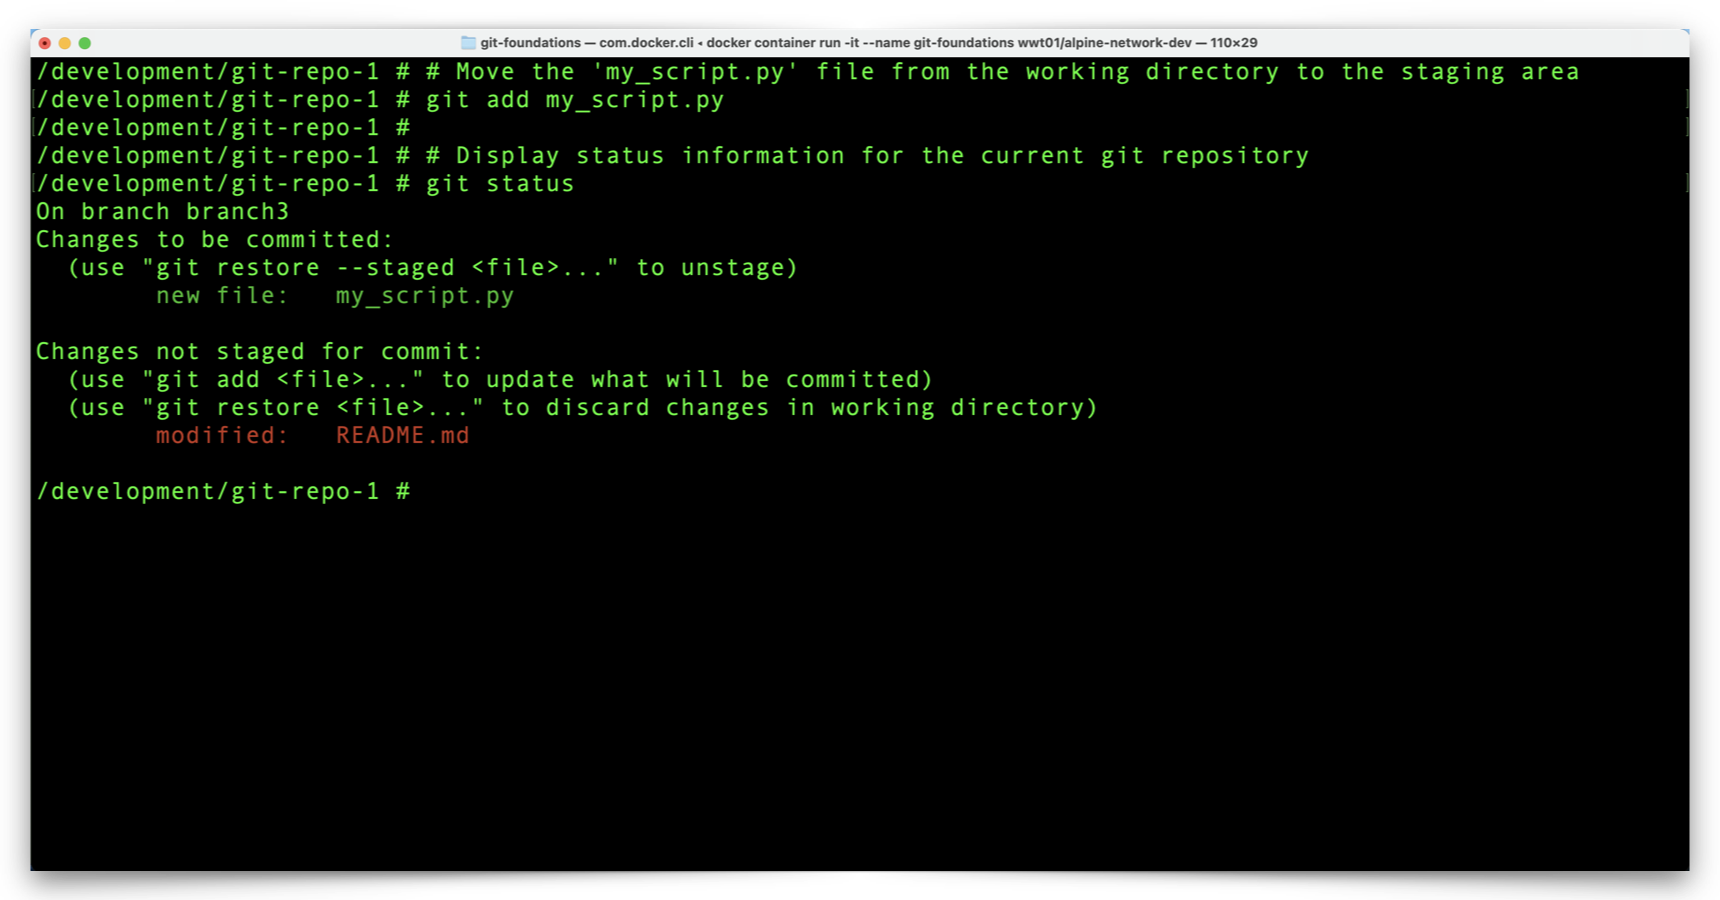 git-foundations — com.docker.cli ◂ docker container run -it --name git-foundations wwt01/alpine-network-dev — 110×29
/development/git-repo-1 # # Move the 'my_script.py' file from the working directory to the staging area
[/development/git-repo-1 # git add my_script.py ]
[/development/git-repo-1 # ]
/development/git-repo-1 # # Display status information for the current git repository
[/development/git-repo-1 # git status ]
On branch branch3
Changes to be committed:
  (use "git restore --staged <file>..." to unstage)
        new file:   my_script.py

Changes not staged for commit:
  (use "git add <file>..." to update what will be committed)
  (use "git restore <file>..." to discard changes in working directory)
        modified:   README.md

/development/git-repo-1 #